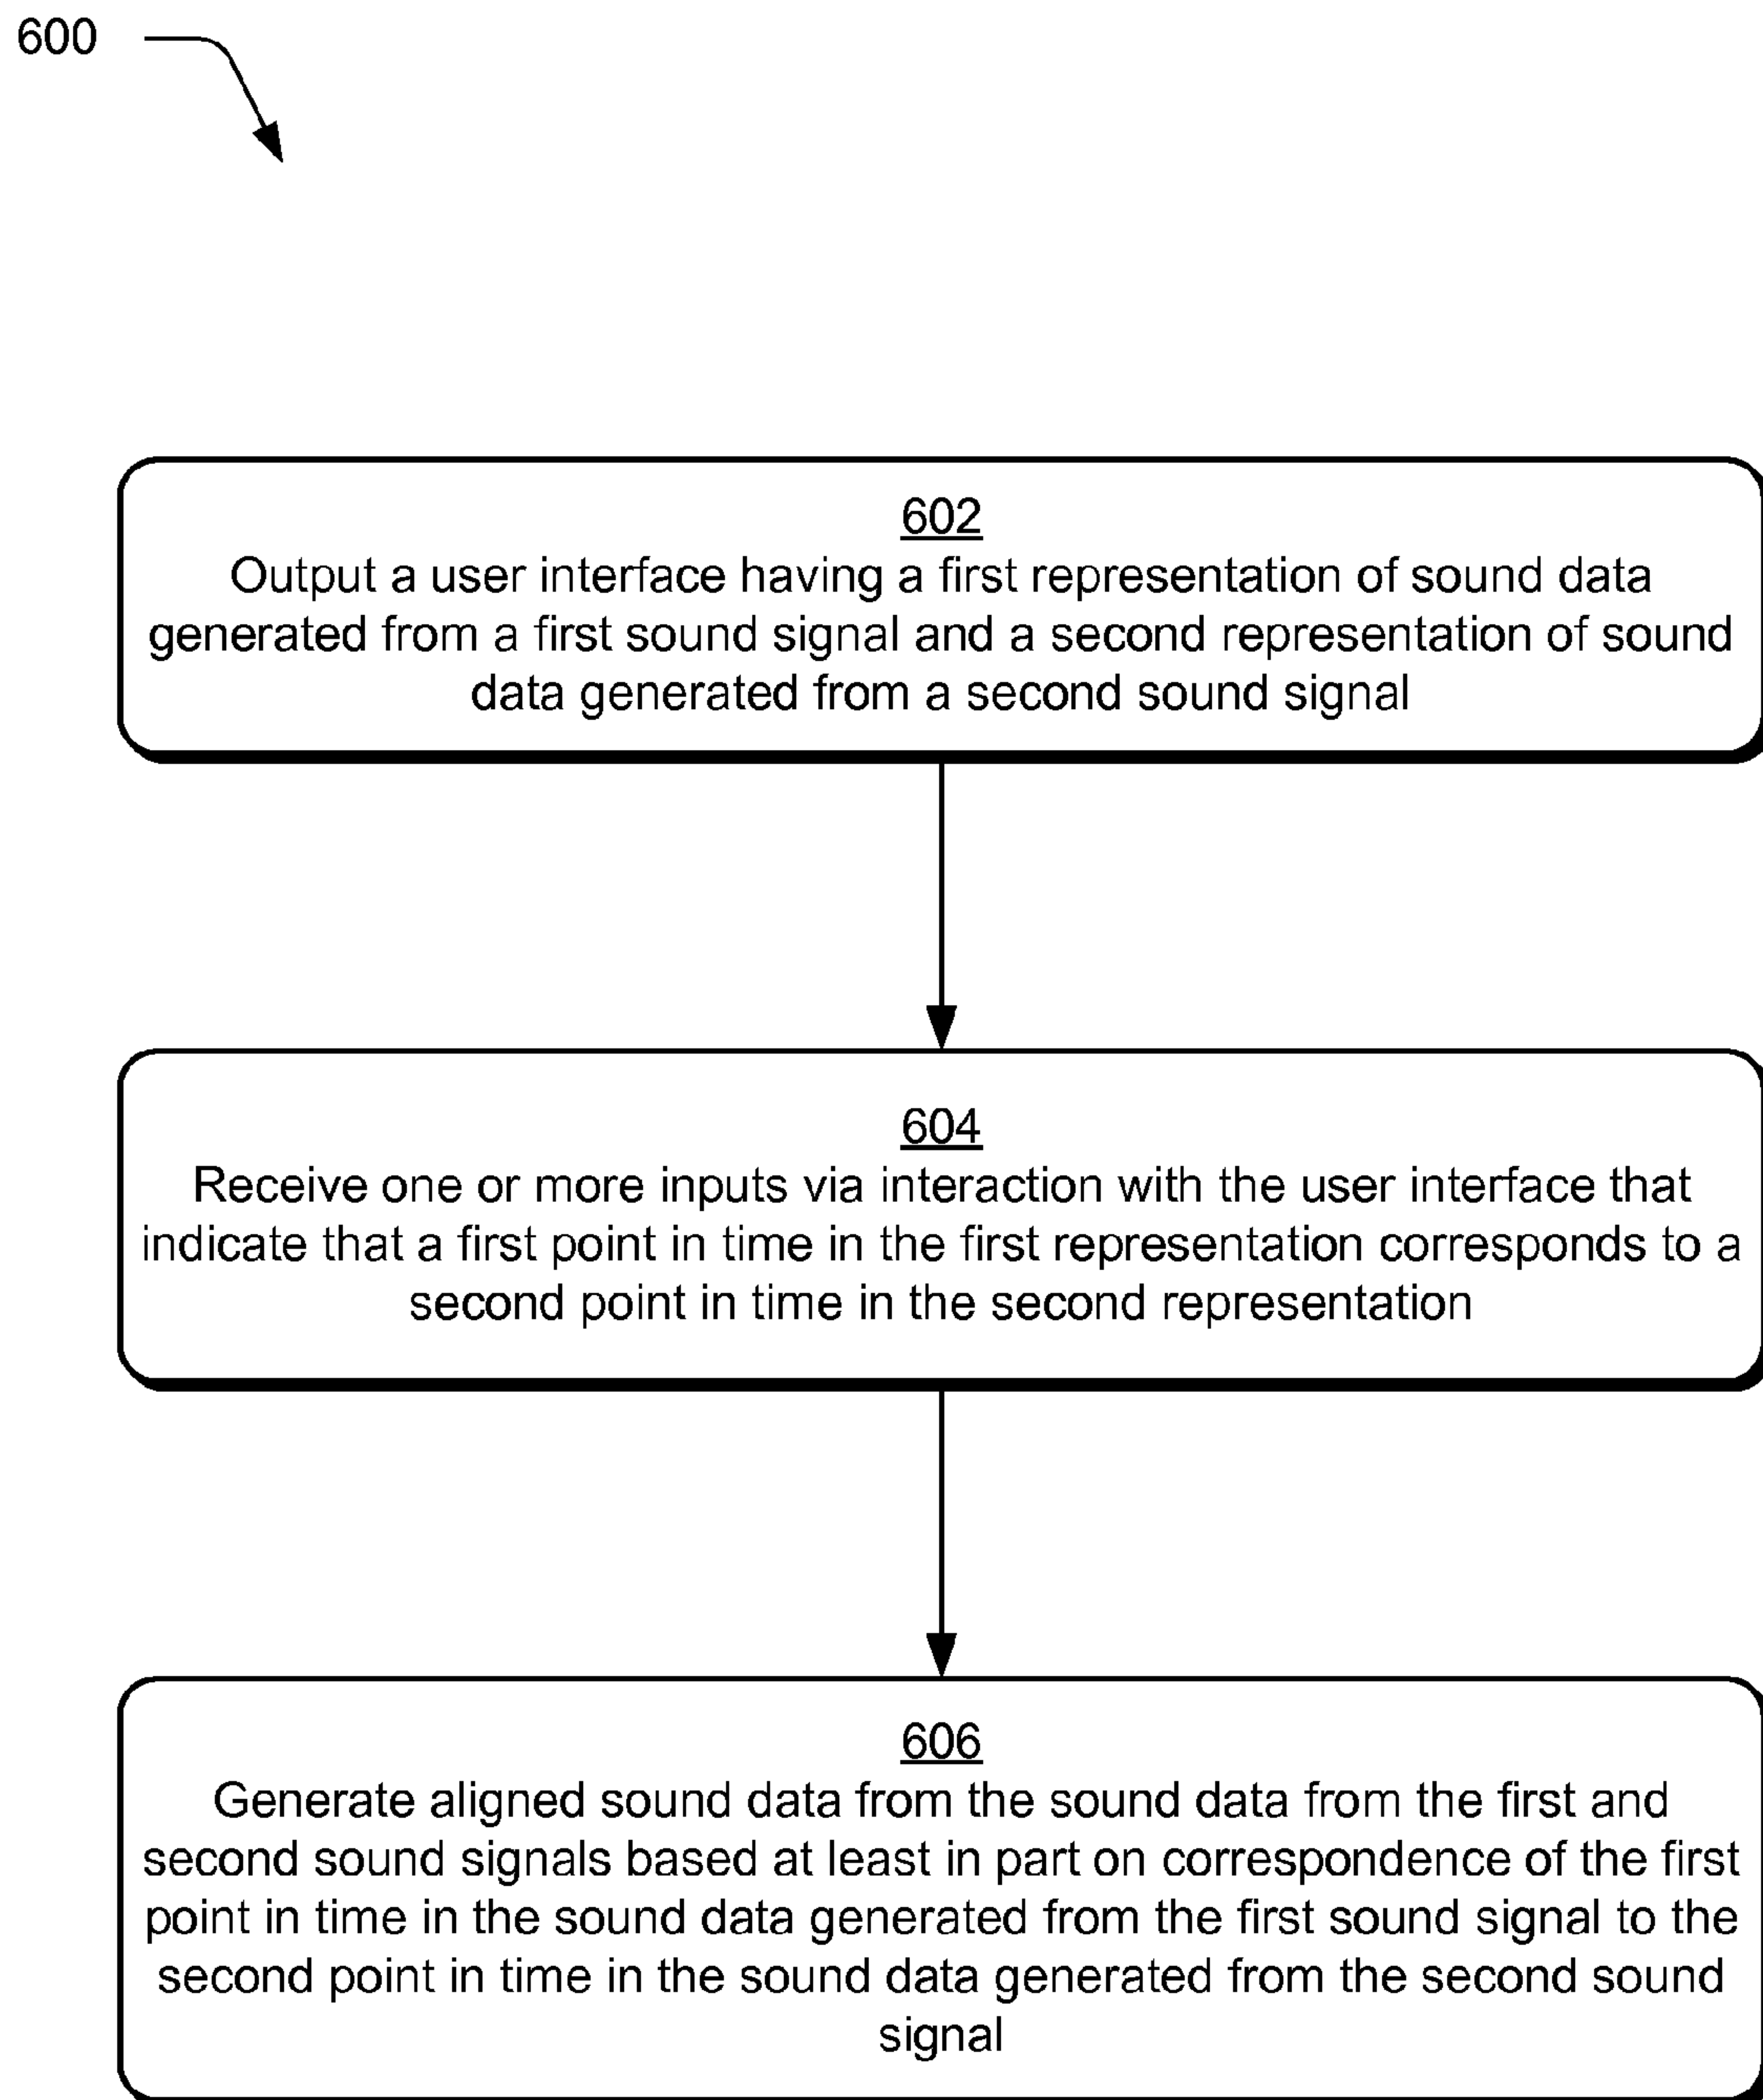 600
602
Output a user interface having a first representation of sound data
generated from a first sound signal and a second representation of sound
data generated from a second sound signal
604
Receive one or more inputs via interaction with the user interface that
indicate that a first point in time in the first representation corresponds to a
second point in time in the second representation
606
Generate aligned sound data from the sound data from the first and
second sound signals based at least in part on correspondence of the first
point in time in the sound data generated from the first sound signal to the
second point in time in the sound data generated from the second sound
signal